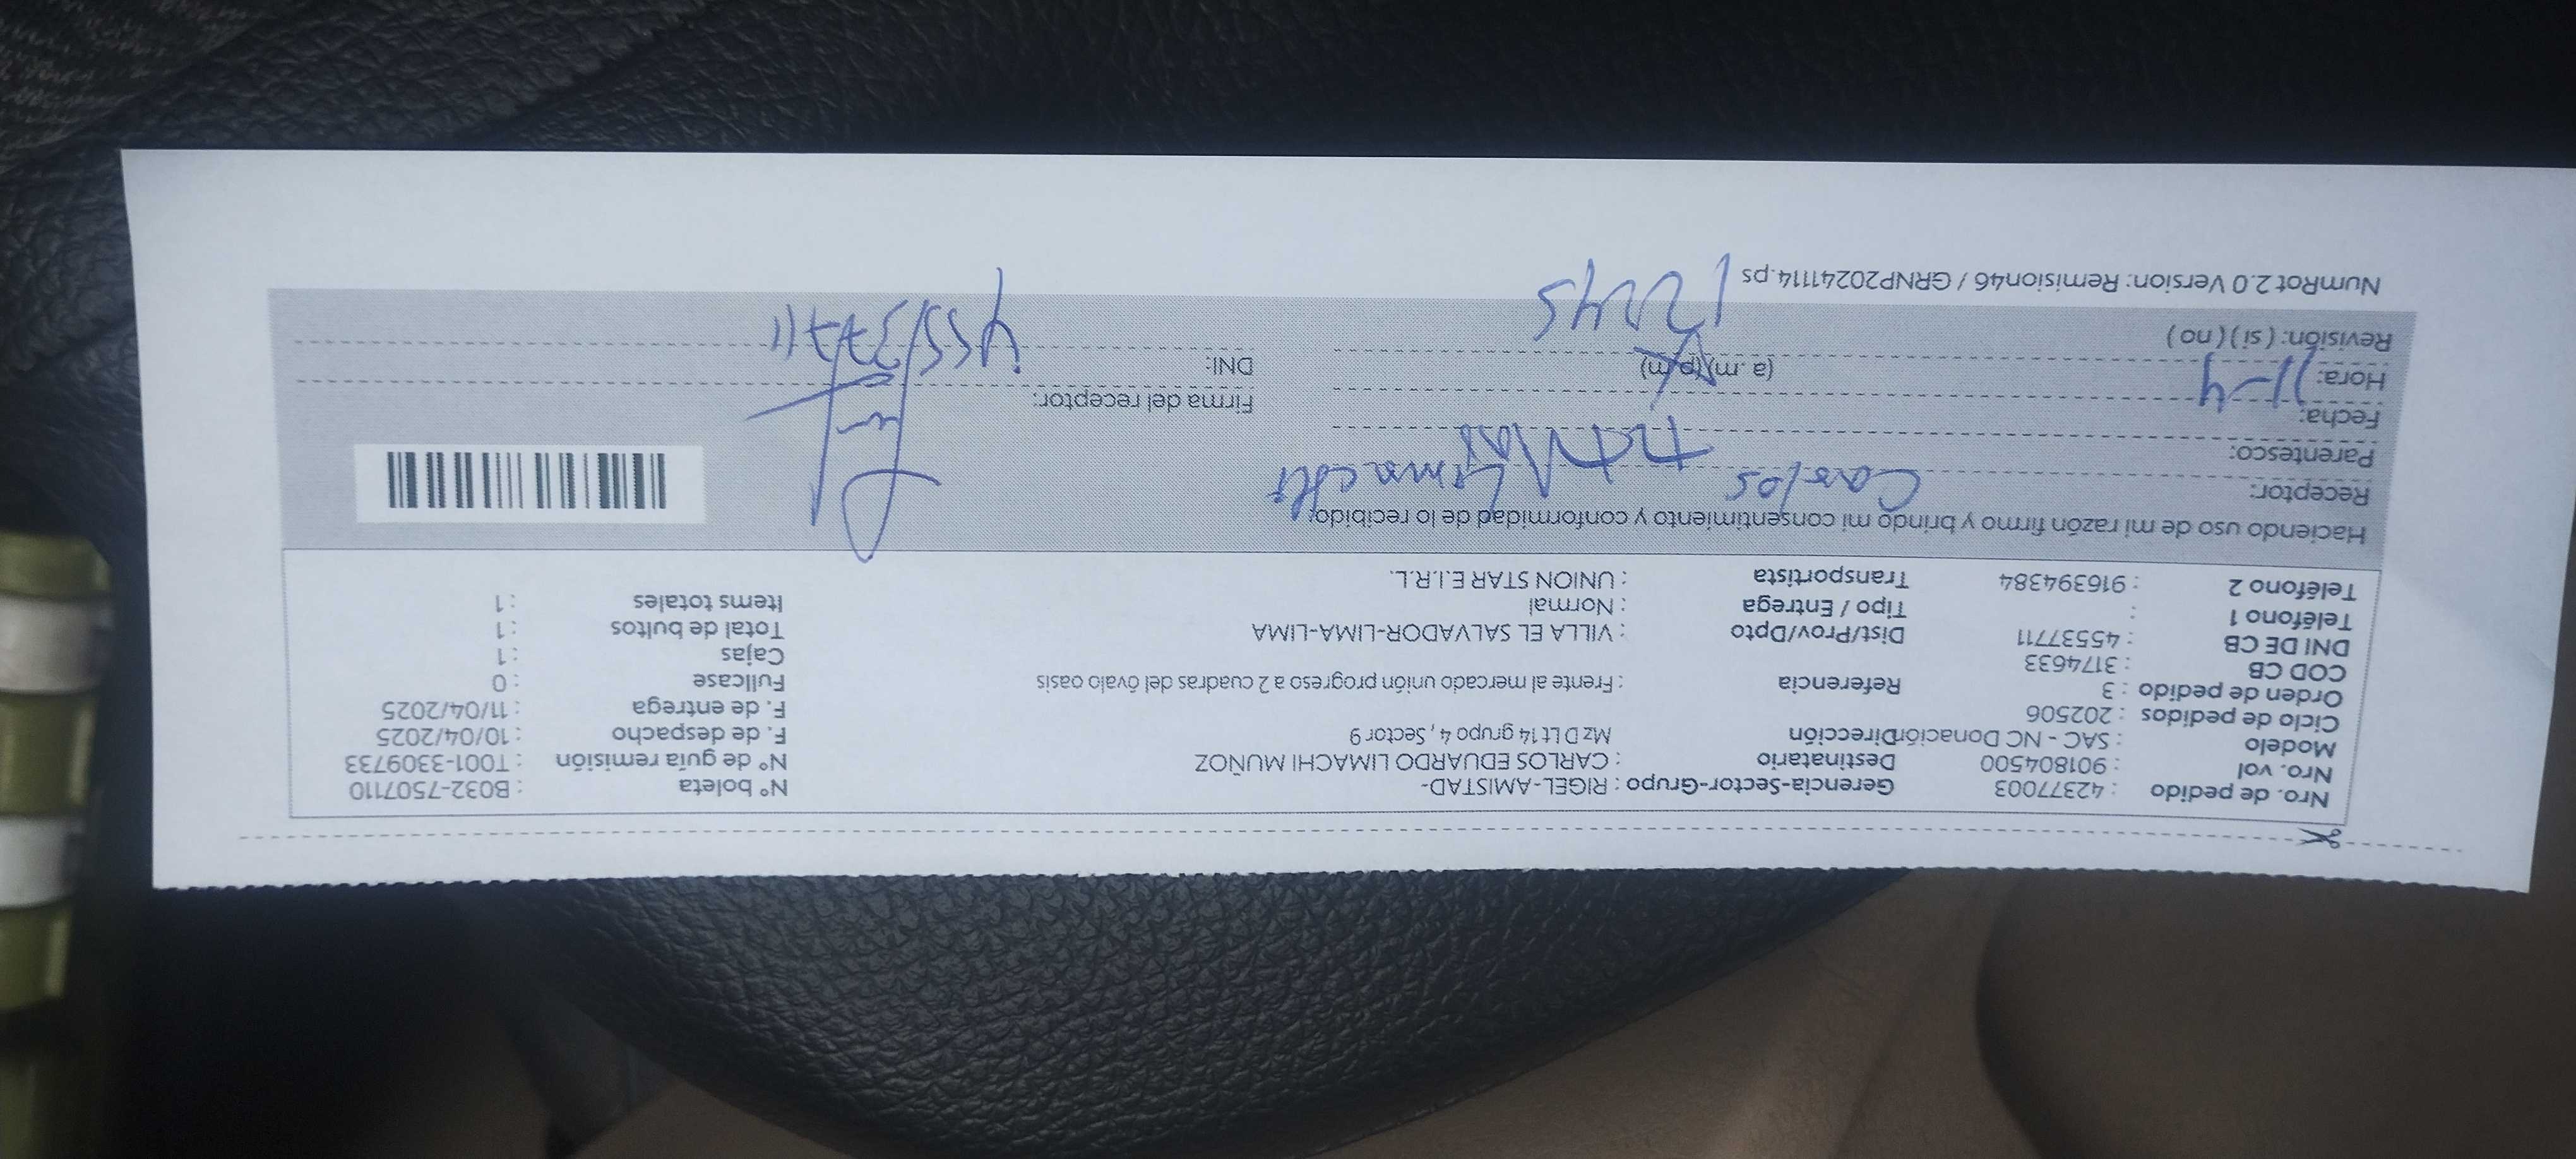 Nro. de pedido : 42377003 Gerencia-Sector-Grupo : RIGEL-AMISTAD- N° boleta : B032-7507110
Nro. vol : 901804500 Destinatario : CARLOS EDUARDO LIMACHI MUÑOZ N° de guía remisión : T001-3309733
Modelo : SAC - NC Donación Dirección Mz D Lt 14 grupo 4 , Sector 9 F. de despacho : 10/04/2025
Ciclo de pedidos : 202506 F. de entrega : 11/04/2025
Orden de pedido : 3 Referencia : Frente al mercado unión progreso a 2 cuadras del óvalo oasis Fullcase : 0
COD CB : 3174633 Cajas : 1
DNI DE CB : 45537711 Dist/Prov/Dpto : VILLA EL SALVADOR-LIMA-LIMA Total de bultos : 1
Teléfono 1 : Tipo / Entrega : Normal Items totales : 1
Teléfono 2 : 916394384 Transportista : UNION STAR E.I.R.L.
Haciendo uso de mi razón firmo y brindo mi consentimiento y conformidad de lo recibido:
Receptor: Carlos Limachi
Parentesco:
Fecha: 11-4 Firma del receptor:
Hora: (a.m) (p.m) DNI: 45537711
Revisión: ( si ) ( no ) 1245
NumRot 2.0 Version: Remision46 / GRNP20241114.ps